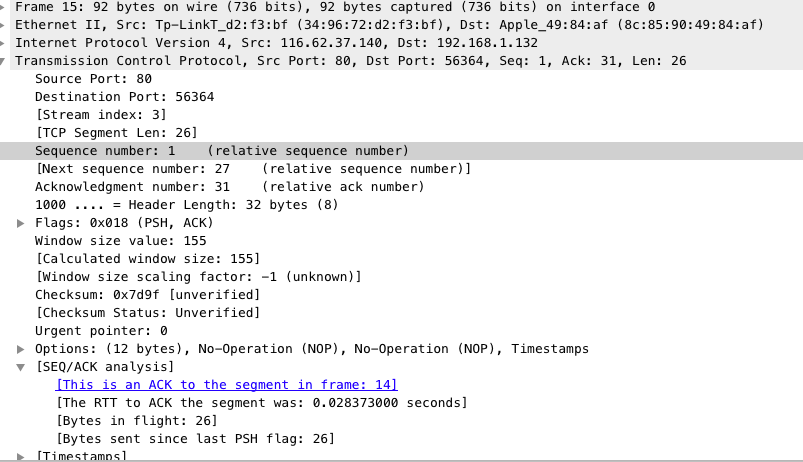 Frame 15: 92 bytes on wire (736 bits), 92 bytes captured (736 bits) on interface 0
Ethernet II, Src: Tp-LinkT_d2:f3:bf (34:96:72:d2:f3:bf), Dst: Apple_49:84:af (8c:85:90:49:84:af)
Internet Protocol Version 4, Src: 116.62.37.140, Dst: 192.168.1.132
Transmission Control Protocol, Src Port: 80, Dst Port: 56364, Seq: 1, Ack: 31, Len: 26
Source Port: 80
Destination Port: 56364
[Stream index: 3]
[TCP Segment Len: 26]
Sequence number: 1    (relative sequence number)
[Next sequence number: 27    (relative sequence number)]
Acknowledgment number: 31    (relative ack number)
1000 .... = Header Length: 32 bytes (8)
Flags: 0x018 (PSH, ACK)
Window size value: 155
[Calculated window size: 155]
[Window size scaling factor: -1 (unknown)]
Checksum: 0x7d9f [unverified]
[Checksum Status: Unverified]
Urgent pointer: 0
Options: (12 bytes), No-Operation (NOP), No-Operation (NOP), Timestamps
[SEQ/ACK analysis]
[This is an ACK to the segment in frame: 14]
[The RTT to ACK the segment was: 0.028373000 seconds]
[Bytes in flight: 26]
[Bytes sent since last PSH flag: 26]
[Timestamps]